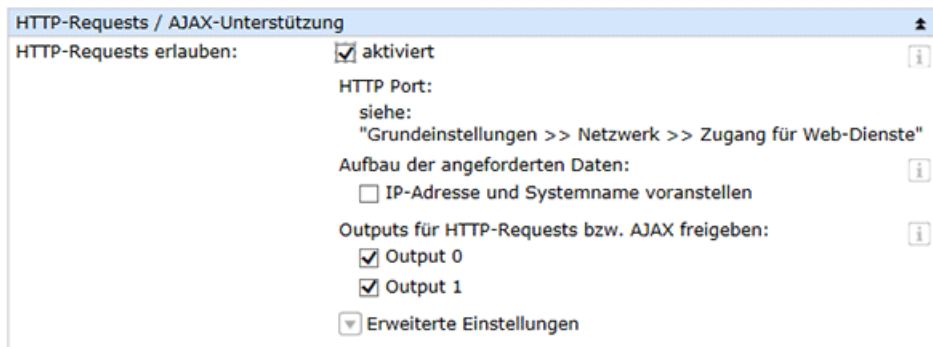 HTTP-Requests / AJAX-Unterstützung
HTTP-Requests erlauben: aktiviert
HTTP Port:
siehe:
"Grundeinstellungen >> Netzwerk >> Zugang für Web-Dienste"
Aufbau der angeforderten Daten:
IP-Adresse und Systemname voranstellen
Outputs für HTTP-Requests bzw. AJAX freigeben:
Output 0
Output 1
Erweiterte Einstellungen